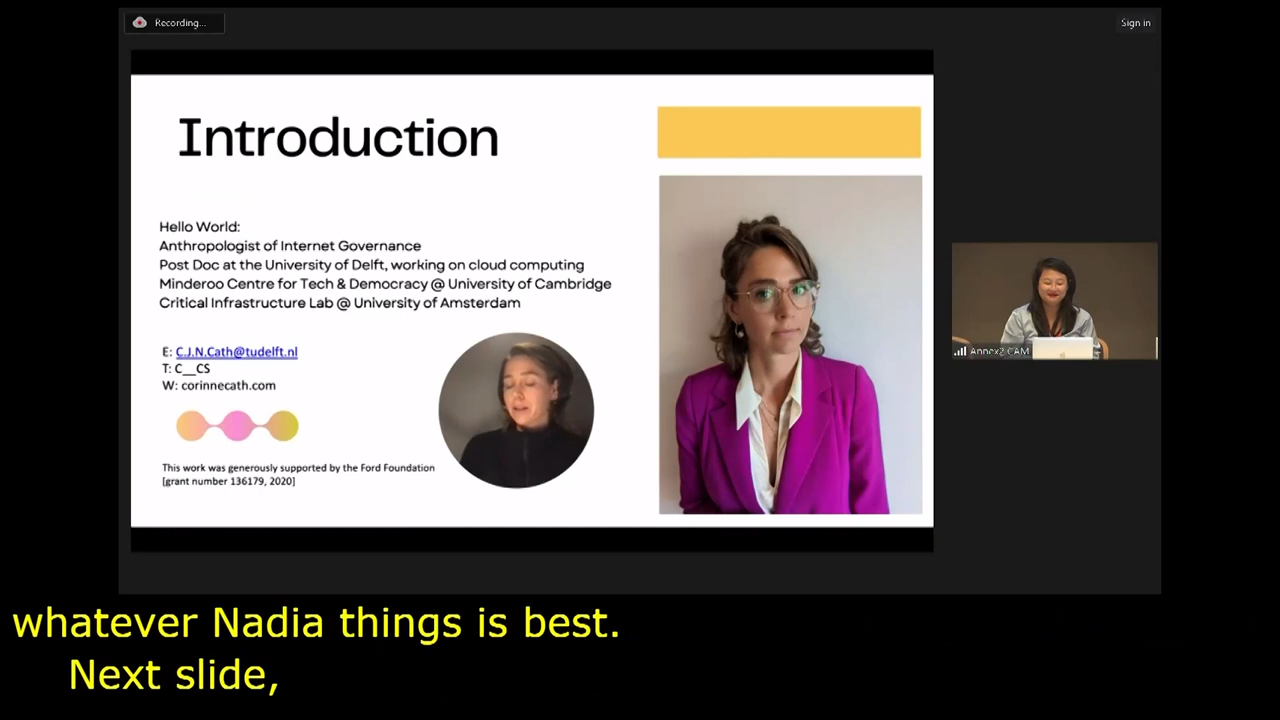 Recording...
Sign in
Introduction
Hello World:
Anthropologist of Internet Governance
Post Doc at the University of Delft, working on cloud computing
Minderoo Centre for Tech & Democracy @ University of Cambridge
Critical Infrastructure Lab @ University of Amsterdam
E: C.J.N.Cath@tudelft.nl
T: C__CS
W: corinnecath.com
This work was generously supported by the Ford Foundation
[grant number 136179, 2020]
Annex2 CAM
whatever Nadia things is best.
Next slide,